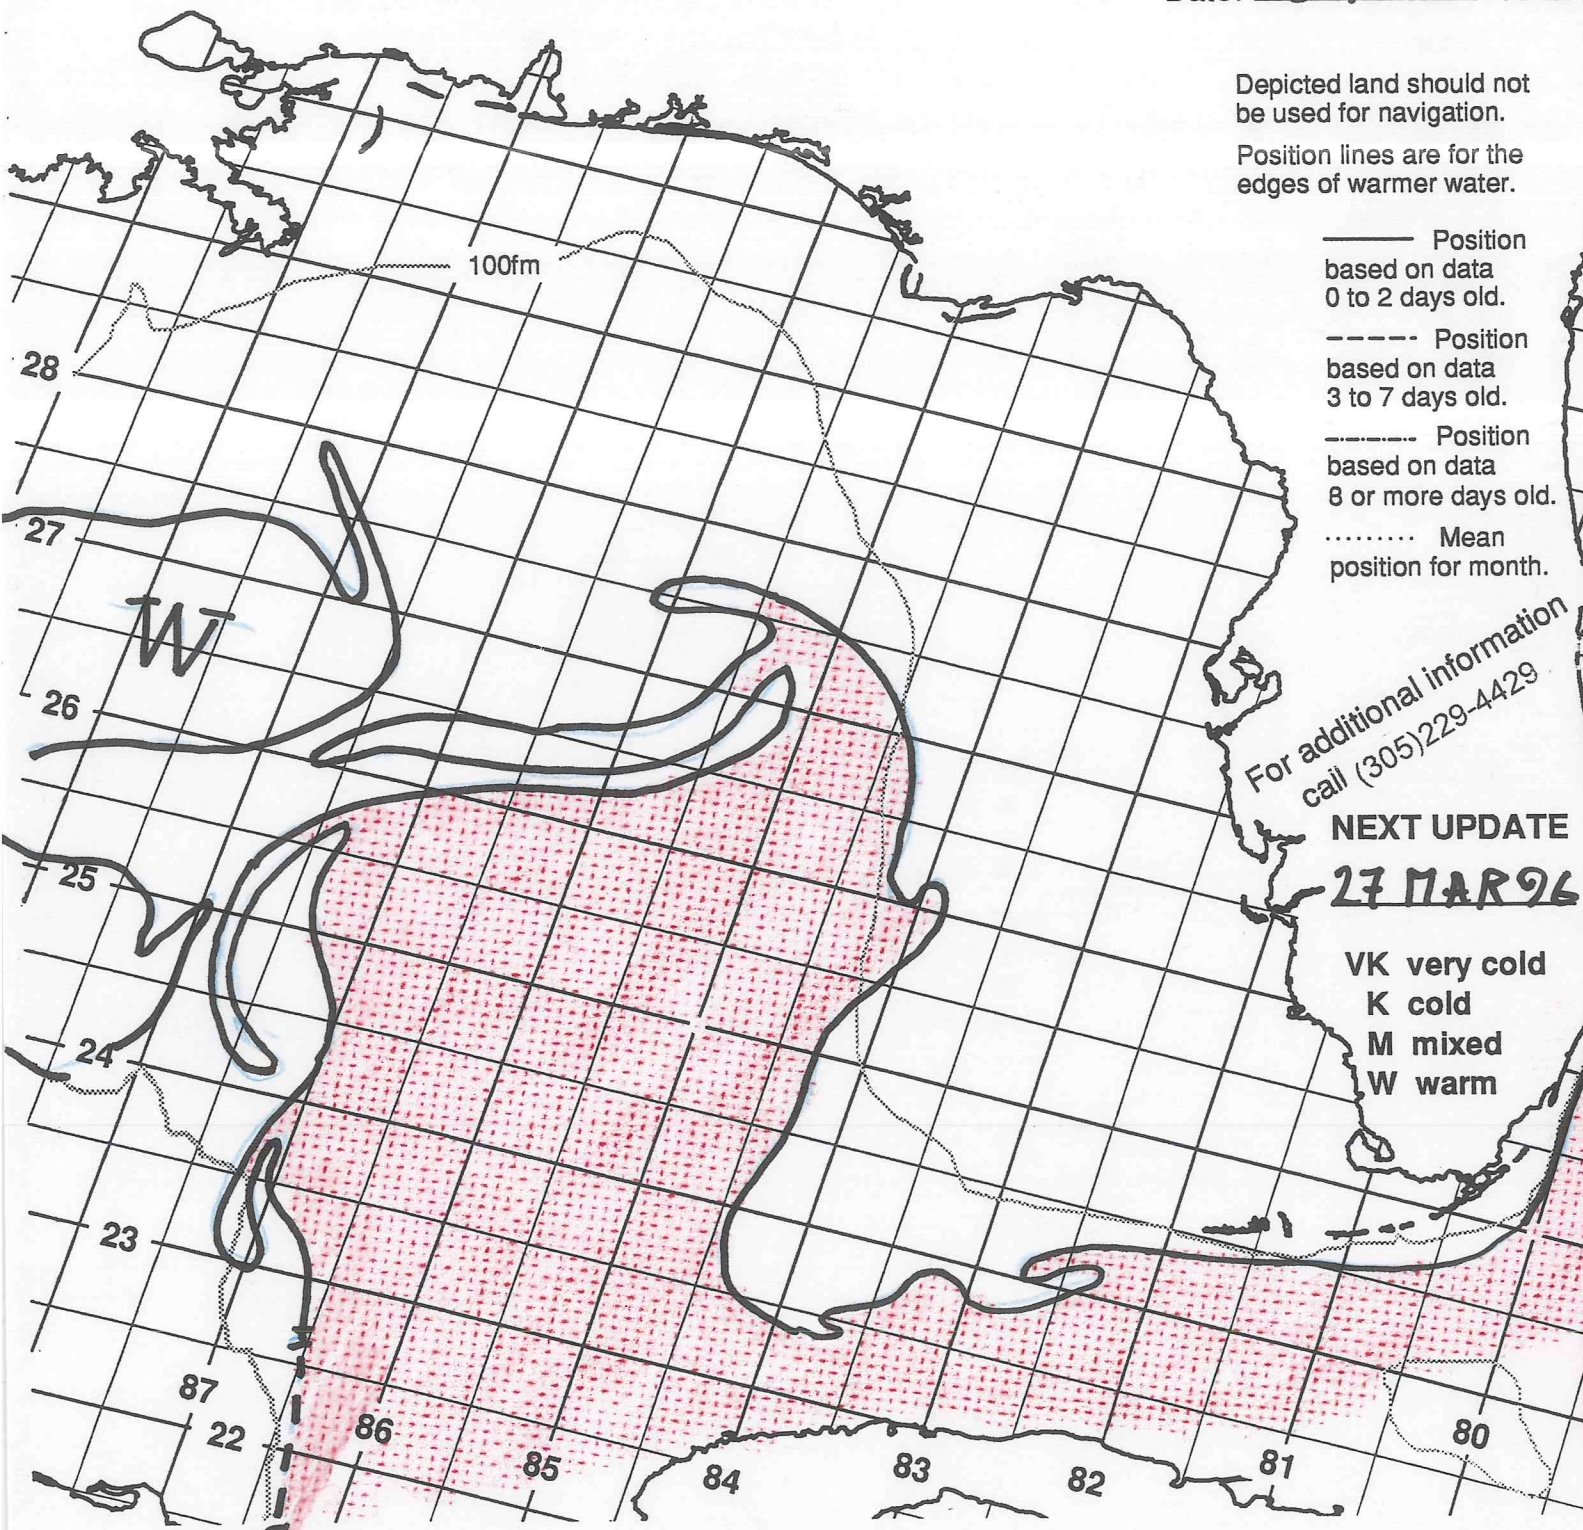 Depicted land should not
be used for navigation.
Position lines are for the
edges of warmer water.
Position
based on data
0 to 2 days old.
Position
based on data
3 to 7 days old.
Position
based on data
8 or more days old.
Mean
position for month.
For additional information
call (305)229-4429
NEXT UPDATE
27 MAR 96
VK very cold
K cold
M mixed
W warm
100fm
28
27
W
26
25
24
23
87
22
86
85
84
83
82
81
80